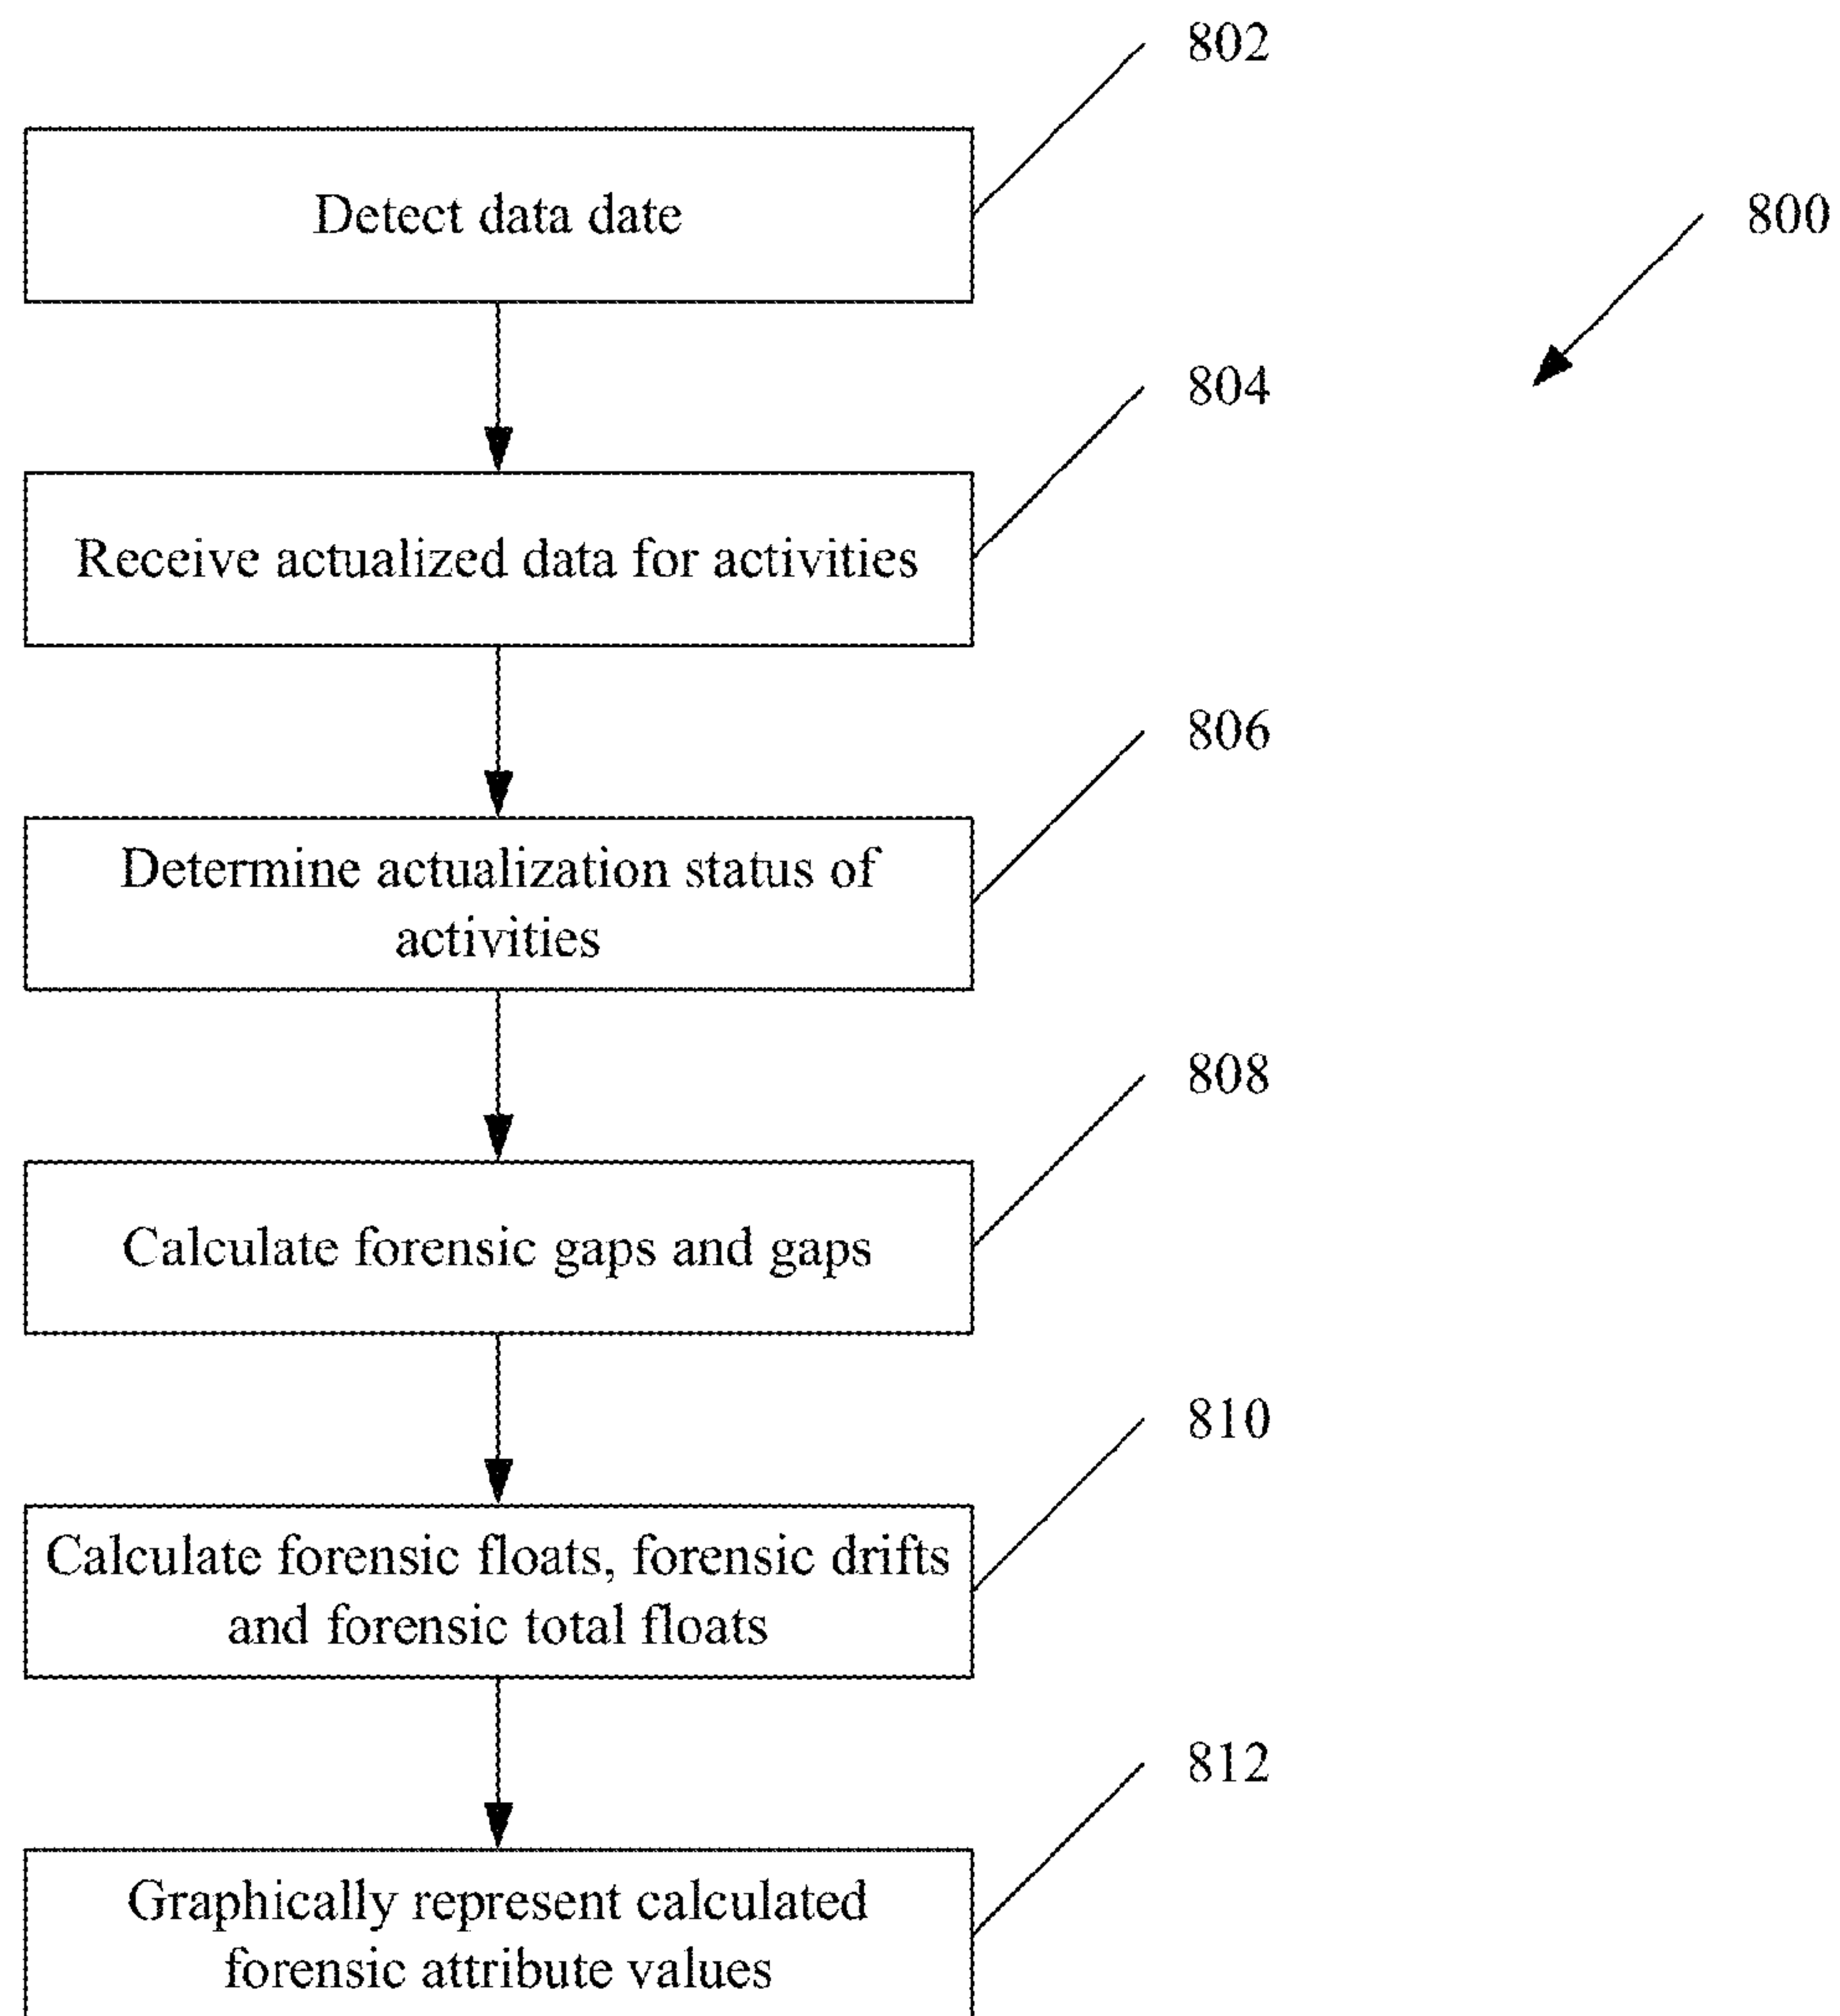 802
Detect data date
800
804
Receive actualized data for activities
806
Determine actualization status of
activities
808
Calculate forensic gaps and gaps
810
Calculate forensic floats, forensic drifts
and forensic total floats
812
Graphically represent calculated
forensic attribute values